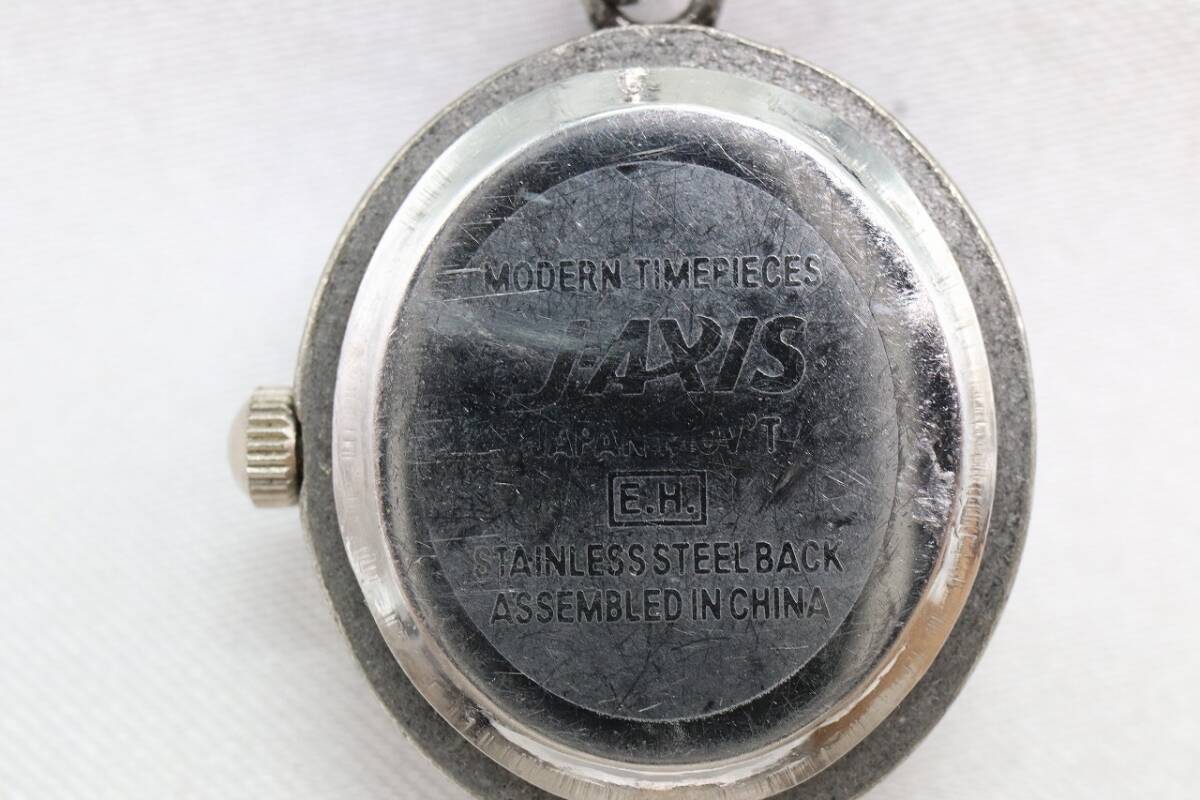 MODERN TIMEPIECES
J-AXIS
JAPAN MOV'T
E.H.
STAINLESS STEEL BACK
ASSEMBLED IN CHINA